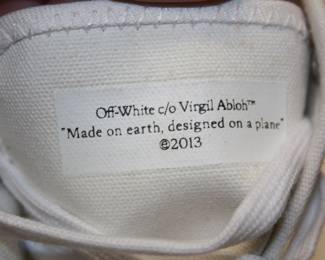 Off-White c/o Virgil Abloh™
"Made on earth, designed on a plane"
©2013